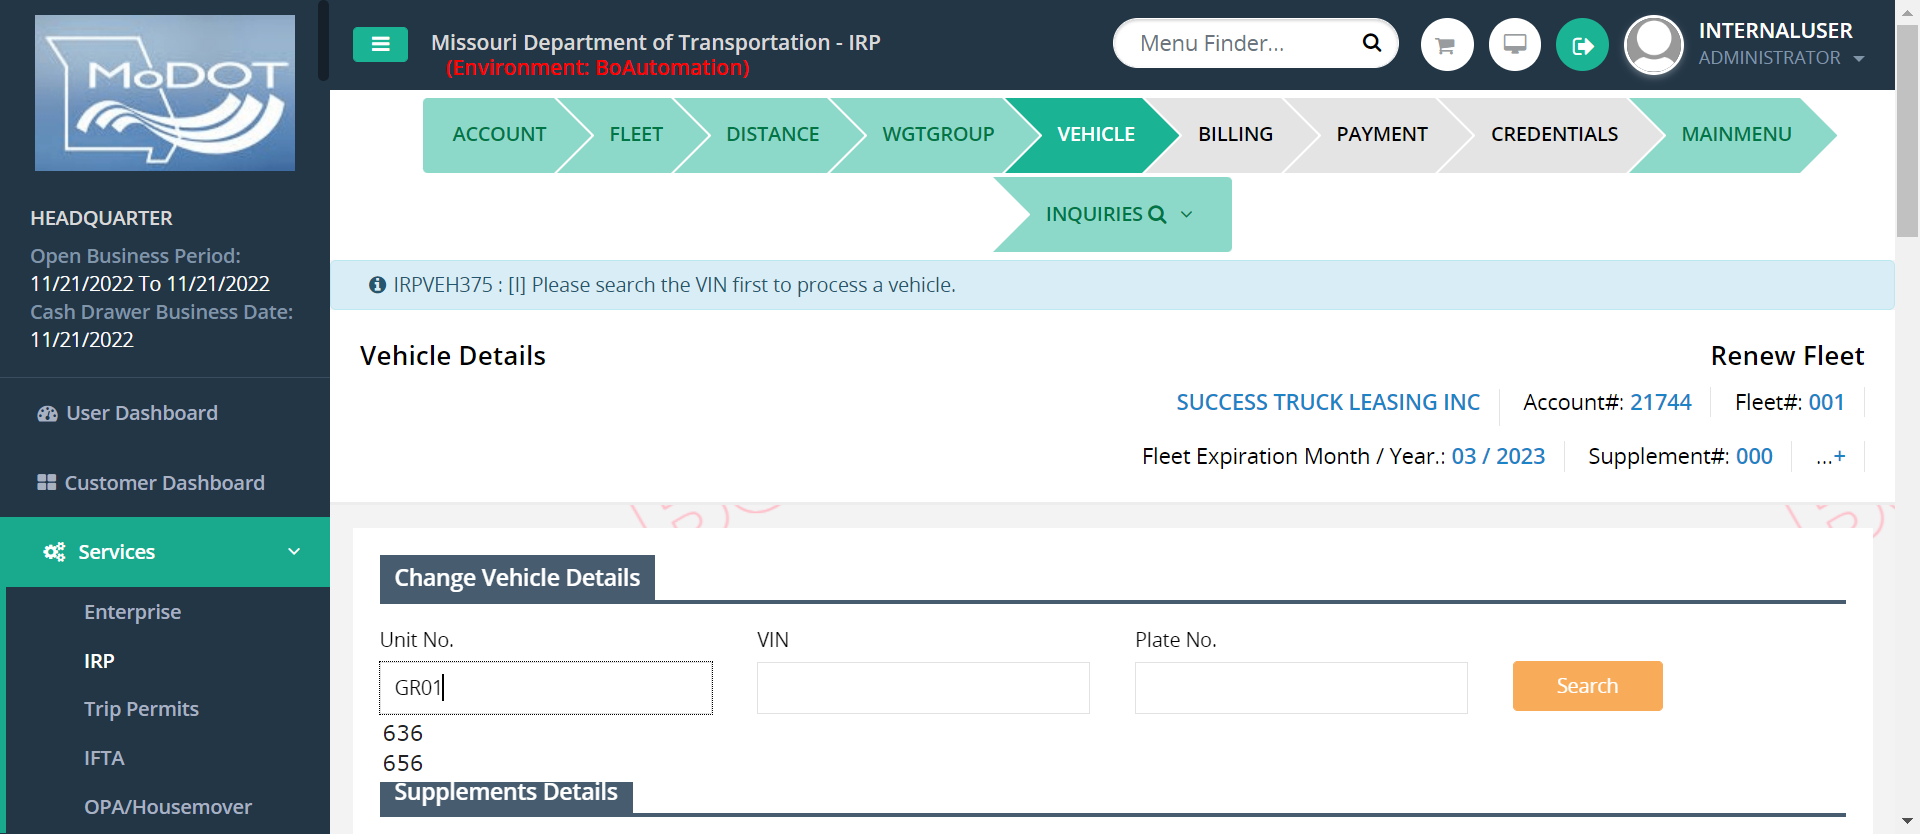 MoDOT
HEADQUARTER
Open Business Period:
11/21/2022 To 11/21/2022
Cash Drawer Business Date:
11/21/2022
User Dashboard
Customer Dashboard
Services
Enterprise
IRP
Trip Permits
IFTA
OPA/Housemover
Missouri Department of Transportation - IRP
(Environment: BoAutomation)
Menu Finder...
INTERNALUSER
ADMINISTRATOR
ACCOUNT
FLEET
DISTANCE
WGTGROUP
VEHICLE
BILLING
PAYMENT
CREDENTIALS
MAINMENU
INQUIRIES
IRPVEH375 : [I] Please search the VIN first to process a vehicle.
Vehicle Details
Renew Fleet
SUCCESS TRUCK LEASING INC
Account#: 21744
Fleet#: 001
Fleet Expiration Month / Year.: 03 / 2023
Supplement#: 000
...+
Change Vehicle Details
Unit No.
VIN
Plate No.
GR01
Search
636
656
Supplements Details